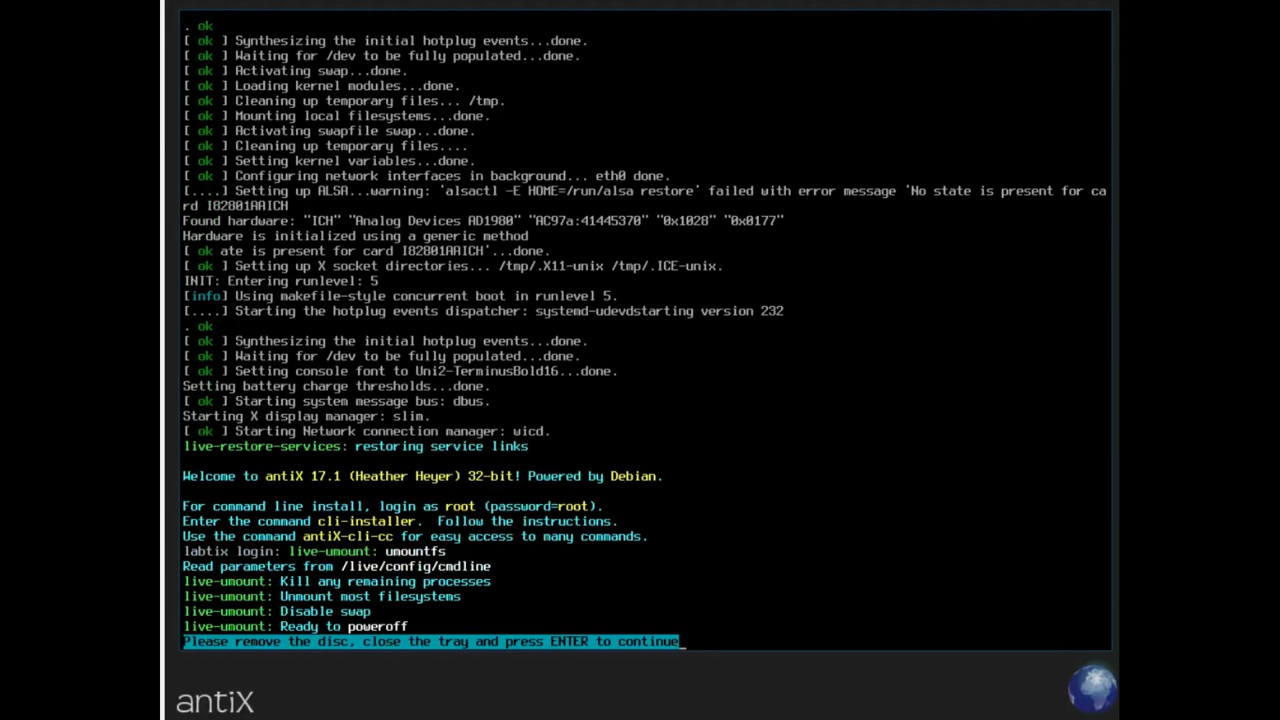 . ok
[ ok ] Synthesizing the initial hotplug events...done.
[ ok ] Waiting for /dev to be fully populated...done.
[ ok ] Activating swap...done.
[ ok ] Loading kernel modules...done.
[ ok ] Cleaning up temporary files... /tmp.
[ ok ] Mounting local filesystems...done.
[ ok ] Activating swapfile swap...done.
[ ok ] Cleaning up temporary files....
[ ok ] Setting kernel variables...done.
[ ok ] Configuring network interfaces in background... eth0 done.
[....] Setting up ALSA...warning: 'alsactl -E HOME=/run/alsa restore' failed with error message 'No state is present for ca
rd I82801AAICH
Found hardware: "ICH" "Analog Devices AD1980" "AC97a:41445370" "0x1028" "0x0177"
Hardware is initialized using a generic method
[ ok ate is present for card I82801AAICH'...done.
[ ok ] Setting up X socket directories... /tmp/.X11-unix /tmp/.ICE-unix.
INIT: Entering runlevel: 5
[info] Using makefile-style concurrent boot in runlevel 5.
[....] Starting the hotplug events dispatcher: systemd-udevdstarting version 232
. ok
[ ok ] Synthesizing the initial hotplug events...done.
[ ok ] Waiting for /dev to be fully populated...done.
[ ok ] Setting console font to Uni2-TerminusBold16...done.
Setting battery charge thresholds...done.
[ ok ] Starting system message bus: dbus.
Starting X display manager: slim.
[ ok ] Starting Network connection manager: wicd.
live-restore-services: restoring service links
Welcome to antiX 17.1 (Heather Heyer) 32-bit! Powered by Debian.
For command line install, login as root (password=root).
Enter the command cli-installer.  Follow the instructions.
Use the command antiX-cli-cc for easy access to many commands.
labtix login: live-umount: umountfs
Read parameters from /live/config/cmdline
live-umount: Kill any remaining processes
live-umount: Unmount most filesystems
live-umount: Disable swap
live-umount: Ready to poweroff
Please remove the disc, close the tray and press ENTER to continue_
antiX